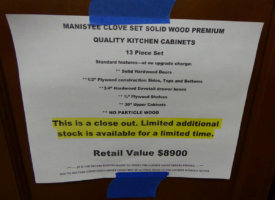 MANISTEE CLOVE SET SOLID WOOD PREMIUM
QUALITY KITCHEN CABINETS
13 Piece Set
Standard features—at no upgrade charge:
** Solid Hardwood Doors
**1/2" Plywood construction Sides, Tops and Bottoms
**3/4" Hardwood Dovetail drawer boxes
** ¾" Plywood Shelves
** 30" Upper Cabinets
** NO PARTICLE WOOD
This is a close out. Limited additional
stock is available for a limited time.
Retail Value $8900